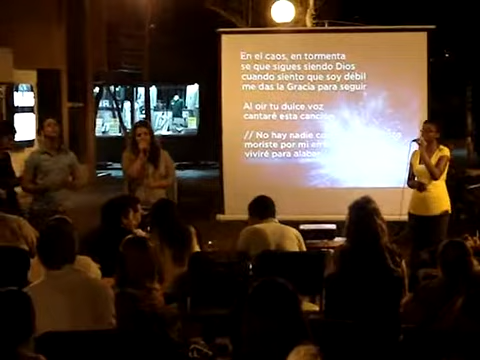 En el caos, en tormenta
se que sigues siendo Dios
cuando siento que soy débil
me das la Gracia para seguir
Al oir tu dulce voz
cantaré esta canción
// No hay nadie
moriste por mi
viviré para